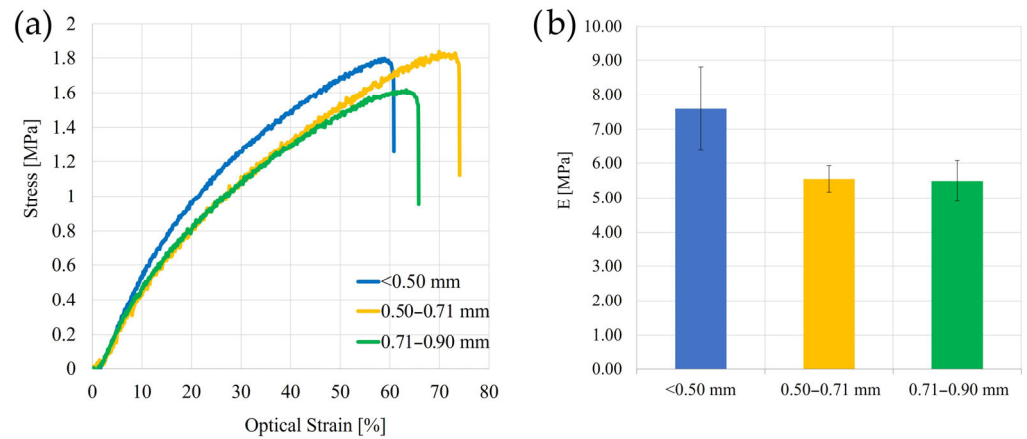 (a)
2
1.8
1.6
1.4
1.2
1
0.8
0.6
0.4
0.2
0
Stress [MPa]
0 10 20 30 40 50 60 70 80
Optical Strain [%]
<0.50 mm
0.50–0.71 mm
0.71–0.90 mm
(b)
10.00
9.00
8.00
7.00
6.00
5.00
4.00
3.00
2.00
1.00
0.00
E [MPa]
<0.50 mm 0.50–0.71 mm 0.71–0.90 mm